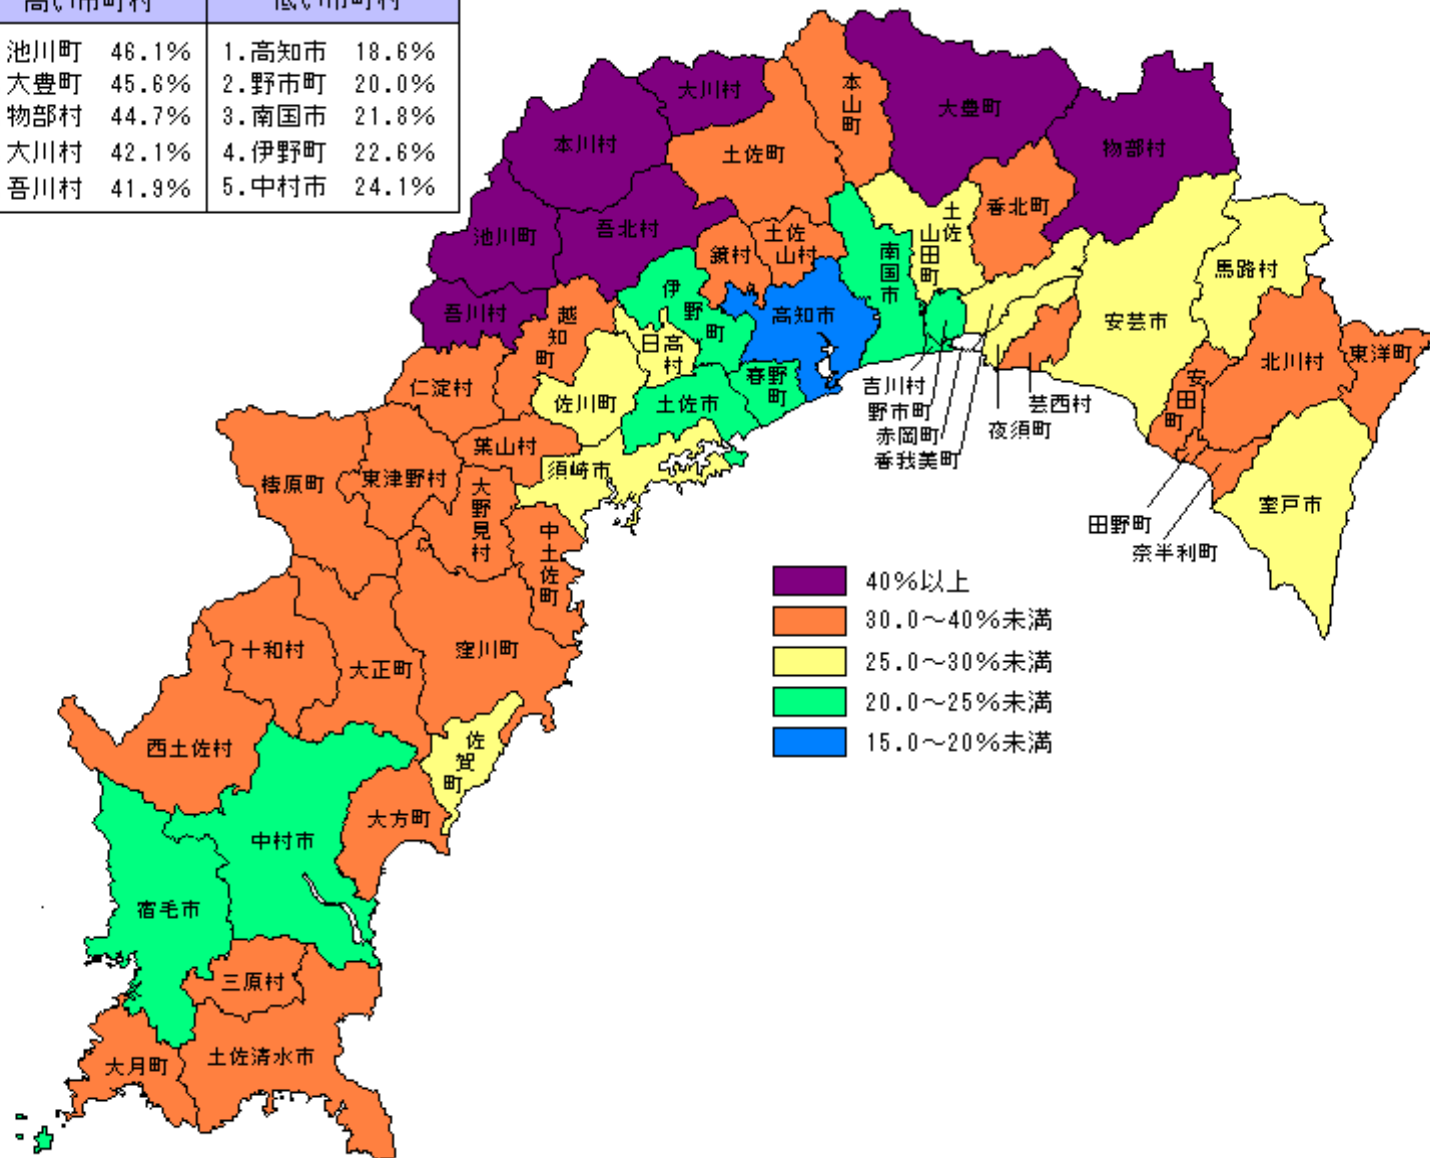 高い市町村 低い市町村
池川町 46.1% 1.高知市 18.6%
大豊町 45.6% 2.野市町 20.0%
物部村 44.7% 3.南国市 21.8%
大川村 42.1% 4.伊野町 22.6%
吾川村 41.9% 5.中村市 24.1%
大川村
本山町
大豊町
本川村
土佐町
物部村
池川町
吾北村
鏡村
土佐山村
南国市
土佐山田町
香北町
馬路村
吾川村
越知町
伊野町
日高村
高知市
安芸市
北川村
東洋町
仁淀村
佐川町
土佐市
春野町
吉川村
野市町
赤岡町
香我美町
夜須町
芸西村
安田町
葉山村
須崎市
梼原町
東津野村
大野見村
中土佐町
田野町
奈半利町
室戸市
40%以上
30.0～40%未満
25.0～30%未満
20.0～25%未満
15.0～20%未満
十和村
大正町
窪川町
西土佐村
佐賀町
大方町
中村市
宿毛市
三原村
大月町
土佐清水市